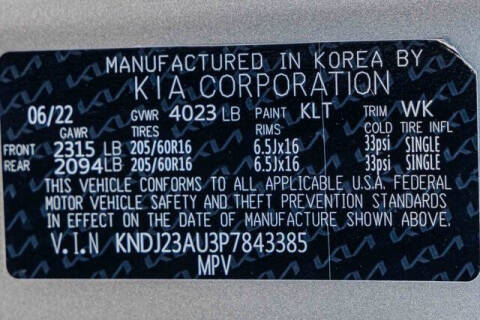 MANUFACTURED IN KOREA BY
KIA CORPORATION
06/22 GVWR 4023 LB PAINT KLT TRIM WK
GAWR TIRES RIMS COLD TIRE INFL
FRONT 2315 LB 205/60R16 6.5Jx16 33psi SINGLE
REAR 2094 LB 205/60R16 6.5Jx16 33psi SINGLE
THIS VEHICLE CONFORMS TO ALL APPLICABLE U.S.A. FEDERAL
MOTOR VEHICLE SAFETY AND THEFT PREVENTION STANDARDS
IN EFFECT ON THE DATE OF MANUFACTURE SHOWN ABOVE.
V.I.N KNDJ23AU3P7843385
MPV